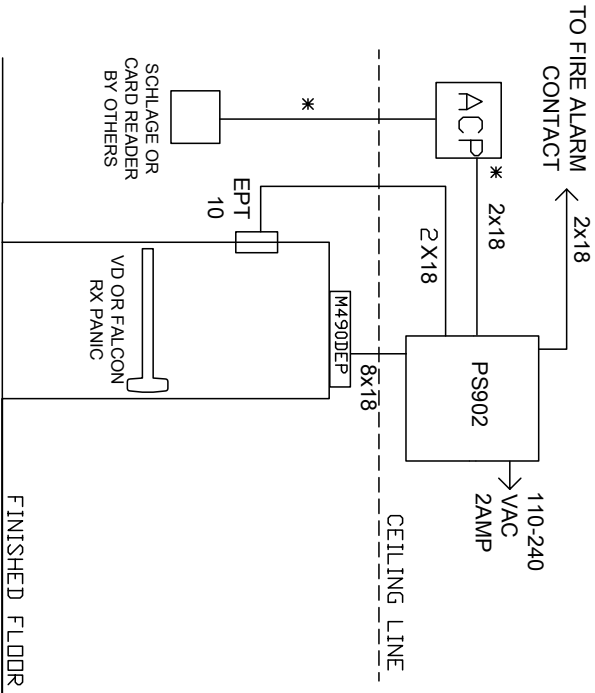 TO FIRE ALARM
CONTACT
2x18
ACP
*
2x18
PS902
110-240
VAC
2AMP
2X18
*
8x18
CEILING LINE
M490DEP
SCHLAGE OR
CARD READER
BY OTHERS
EPT
10
VD OR FALCON
RX PANIC
FINISHED FLOOR